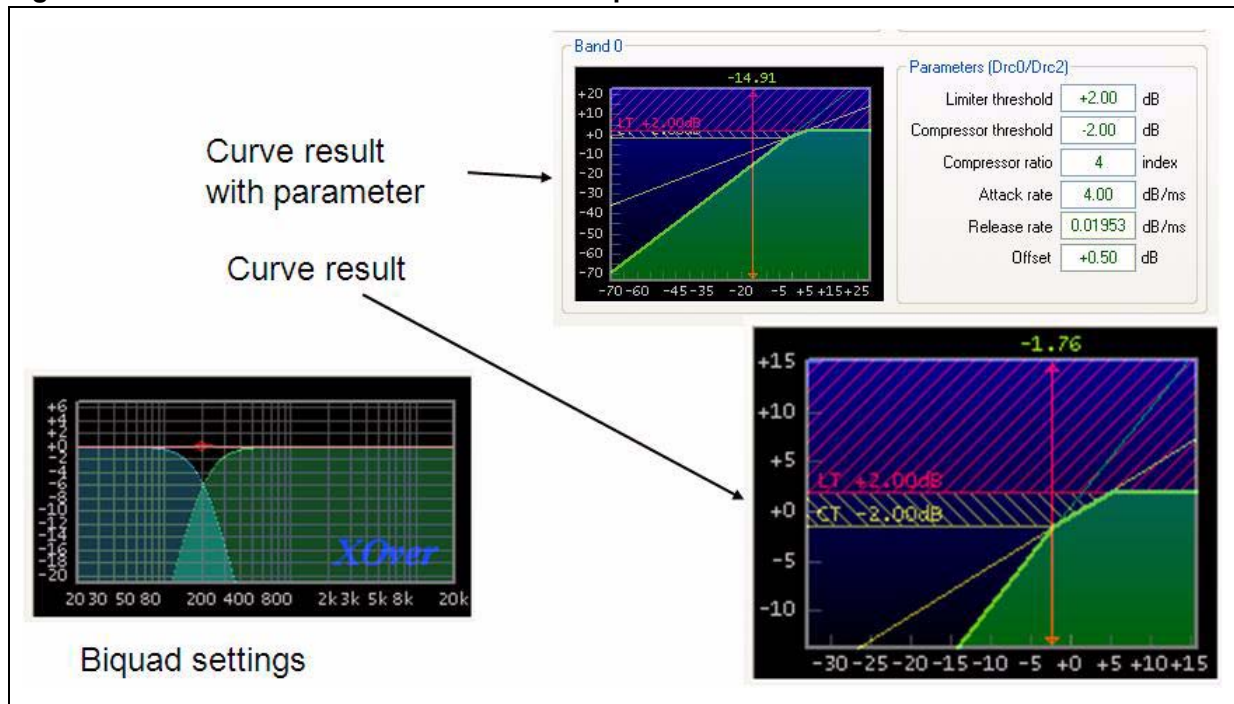 Band 0
-14.91
+20
+10
LT +2.00dB
+0
-10
-20
-30
-40
-50
-60
-70
-70 -60 -45 -35 -20 -5 +5 +15 +25
Parameters (Drc0/Drc2)
Limiter threshold +2.00 dB
Compressor threshold -2.00 dB
Compressor ratio 4 index
Attack rate 4.00 dB/ms
Release rate 0.01953 dB/ms
Offset +0.50 dB
Curve result
with parameter
Curve result
-1.76
+15
+10
+5
LT +2.00dB
+0
CT -2.00dB
-5
-10
-30 -25 -20 -15 -10 -5 +0 +5 +10 +15
+6
+4
+2
+0
-2
-4
-6
-8
-10
-12
-14
-16
-18
-20
XOver
20 30 50 80 200 400 800 2k 3k 5k 8k 20k
Biquad settings